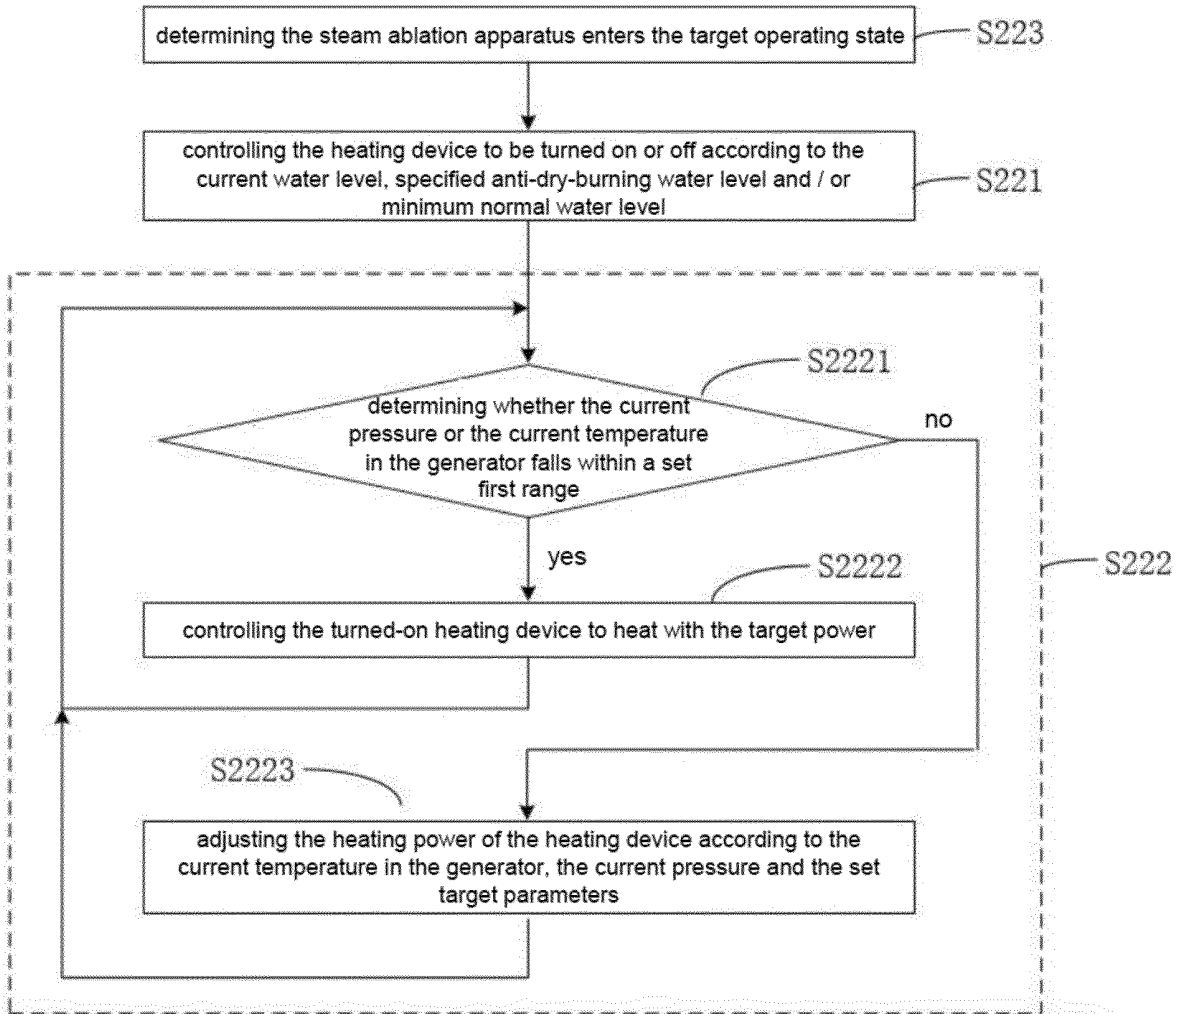 determining the steam ablation apparatus enters the target operating state
S223
controlling the heating device to be turned on or off according to the
current water level, specified anti-dry-burning water level and / or
minimum normal water level
S221
S2221
determining whether the current
pressure or the current temperature
in the generator falls within a set
first range
no
yes
S2222
S222
controlling the turned-on heating device to heat with the target power
S2223
adjusting the heating power of the heating device according to the
current temperature in the generator, the current pressure and the set
target parameters